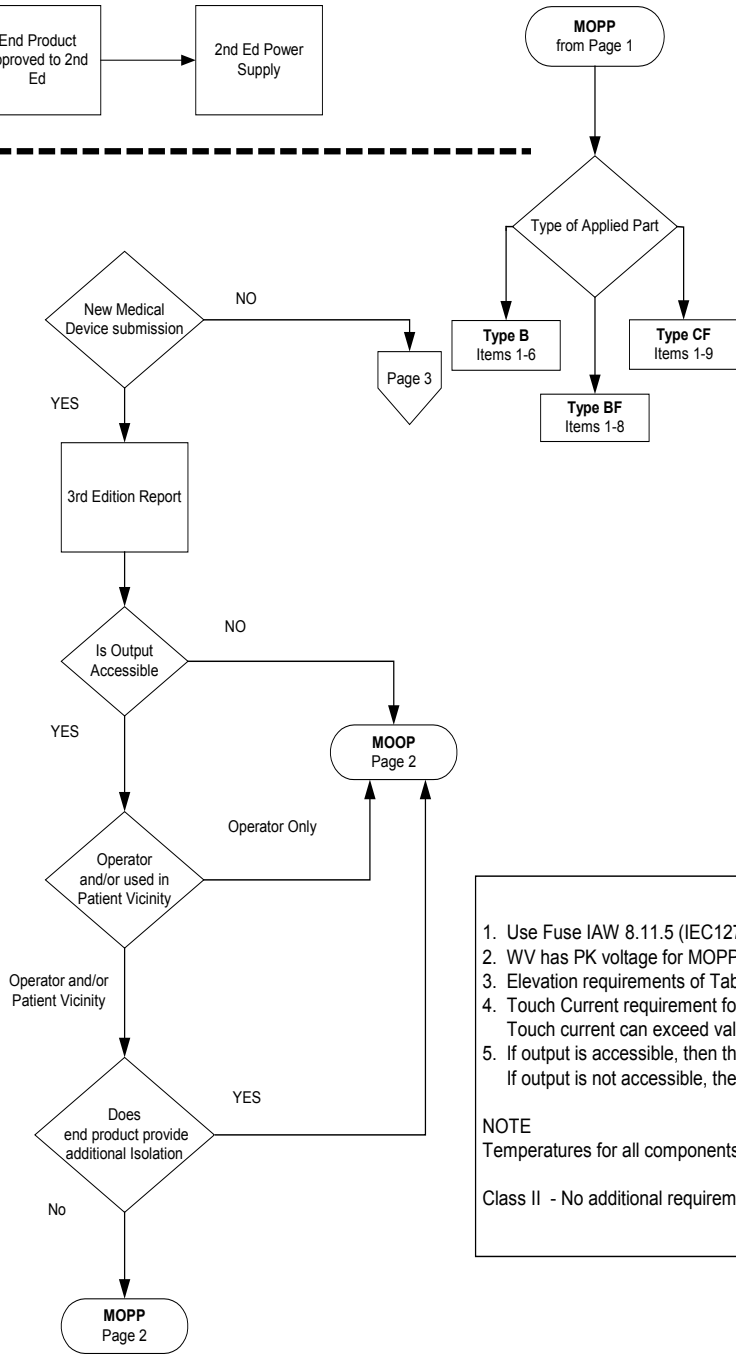 End Product
proved to 2nd
Ed
2nd Ed Power
Supply
MOPP
from Page 1
Type of Applied Part
Type B
Items 1-6
Type CF
Items 1-9
Type BF
Items 1-8
New Medical
Device submission
NO
Page 3
YES
3rd Edition Report
Is Output
Accessible
NO
YES
MOOP
Page 2
Operator
and/or used in
Patient Vicinity
Operator Only
Operator and/or
Patient Vicinity
Does
end product provide
additional Isolation
YES
No
MOPP
Page 2
1. Use Fuse IAW 8.11.5 (IEC127
2. WV has PK voltage for MOPP
3. Elevation requirements of Tab
4. Touch Current requirement fo
Touch current can exceed val
5. If output is accessible, then th
If output is not accessible, the
NOTE
Temperatures for all components
Class II - No additional requirem